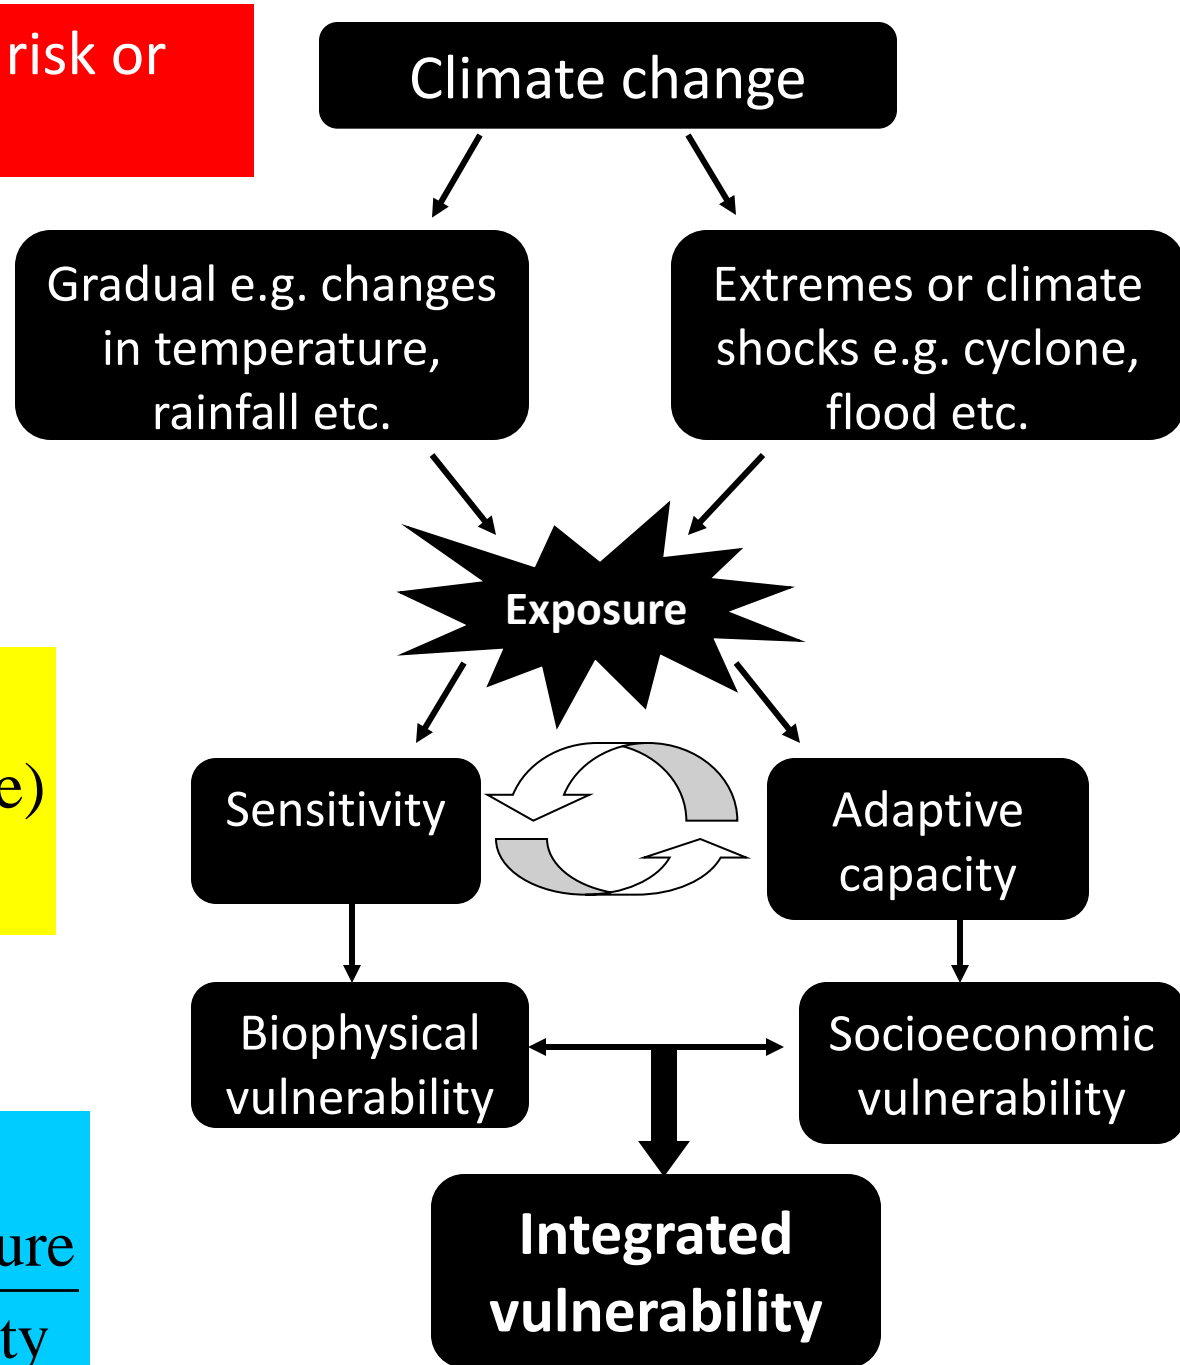 risk or
Climate change
Gradual e.g. changes
in temperature,
rainfall etc.
Extremes or climate
shocks e.g. cyclone,
flood etc.
Exposure
e)
Sensitivity
Adaptive
capacity
Biophysical
vulnerability
Socioeconomic
vulnerability
ure
ty
Integrated
vulnerability